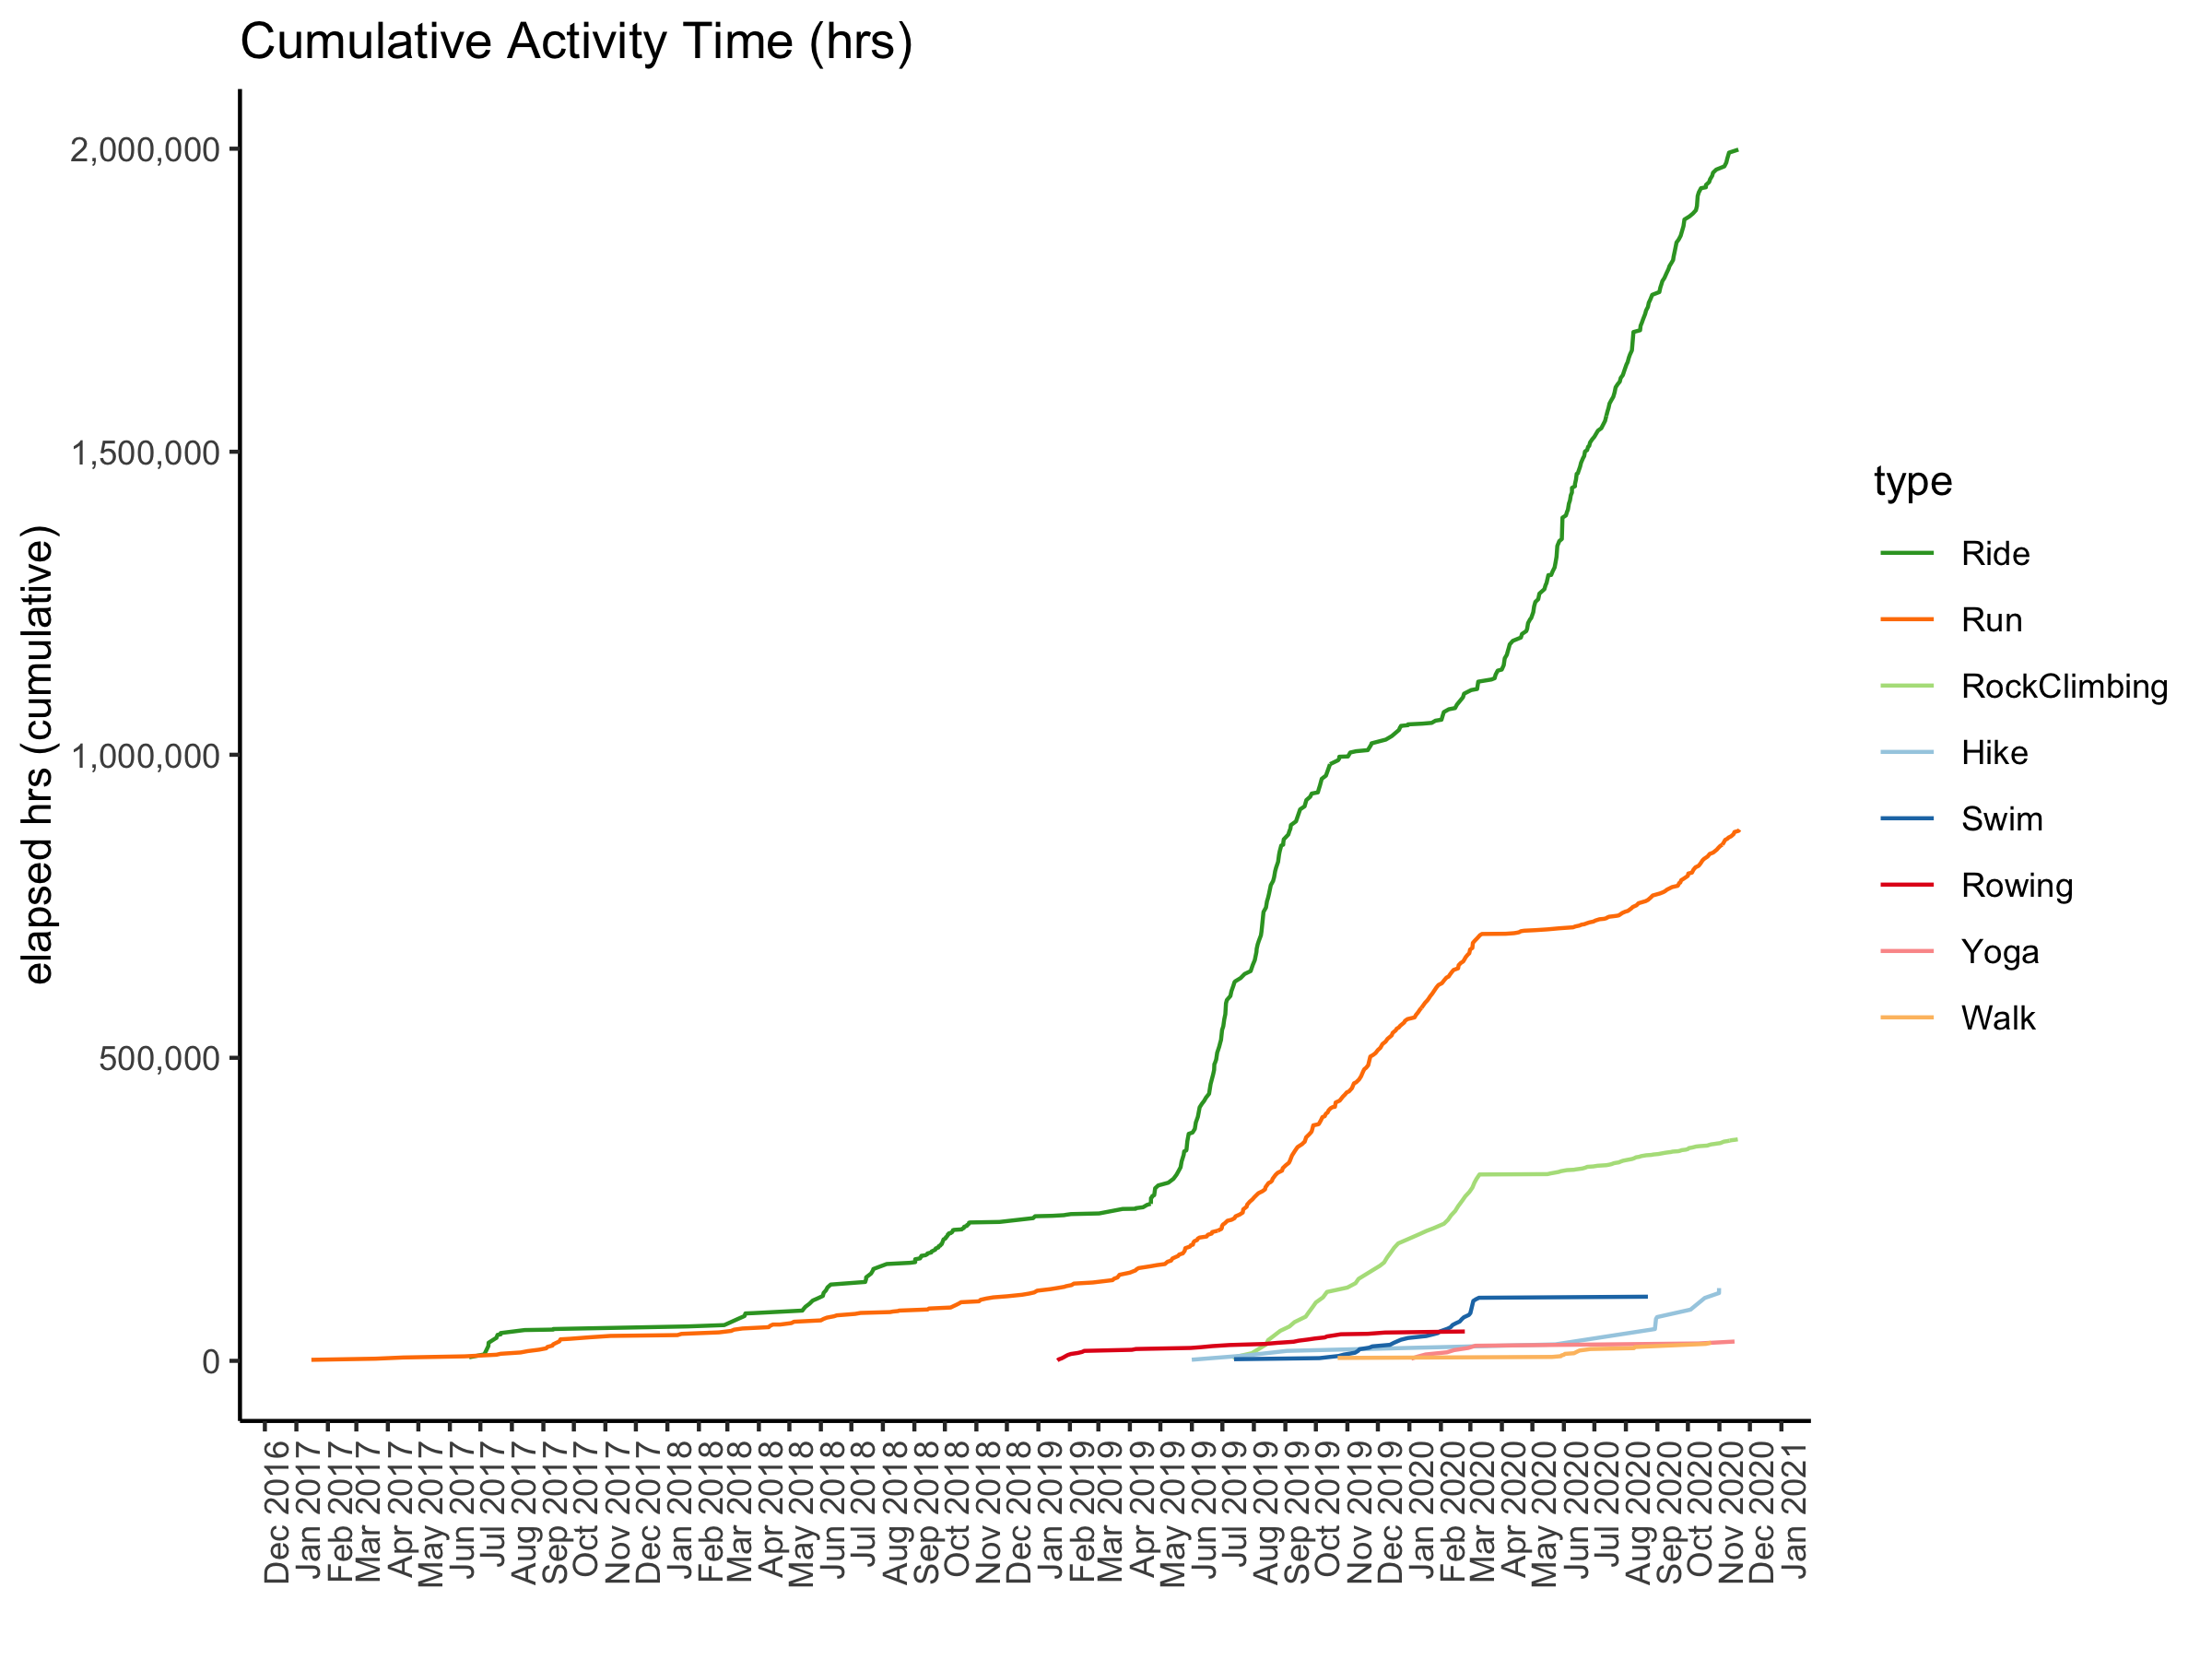 Cumulative Activity Time (hrs)
elapsed hrs (cumulative)
2,000,000
1,500,000
1,000,000
500,000
0
Dec 2016
Jan 2017
Feb 2017
Mar 2017
Apr 2017
May 2017
Jun 2017
Jul 2017
Aug 2017
Sep 2017
Oct 2017
Nov 2017
Dec 2017
Jan 2018
Feb 2018
Mar 2018
Apr 2018
May 2018
Jun 2018
Jul 2018
Aug 2018
Sep 2018
Oct 2018
Nov 2018
Dec 2018
Jan 2019
Feb 2019
Mar 2019
Apr 2019
May 2019
Jun 2019
Jul 2019
Aug 2019
Sep 2019
Oct 2019
Nov 2019
Dec 2019
Jan 2020
Feb 2020
Mar 2020
Apr 2020
May 2020
Jun 2020
Jul 2020
Aug 2020
Sep 2020
Oct 2020
Nov 2020
Dec 2020
Jan 2021
type
Ride
Run
RockClimbing
Hike
Swim
Rowing
Yoga
Walk